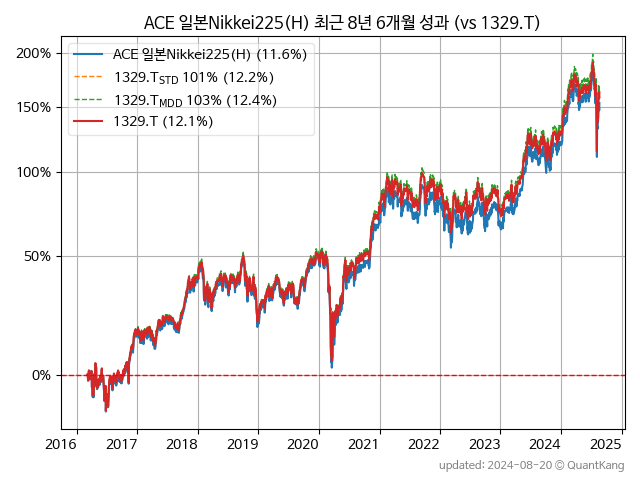 ACE 일본Nikkei225(H) 최근 8년 6개월 성과 (vs 1329.T)
200%
150%
100%
50%
0%
ACE 일본Nikkei225(H) (11.6%)
1329.T_STD 101% (12.2%)
1329.T_MDD 103% (12.4%)
1329.T (12.1%)
2016 2017 2018 2019 2020 2021 2022 2023 2024 2025
updated: 2024-08-20 © QuantKang